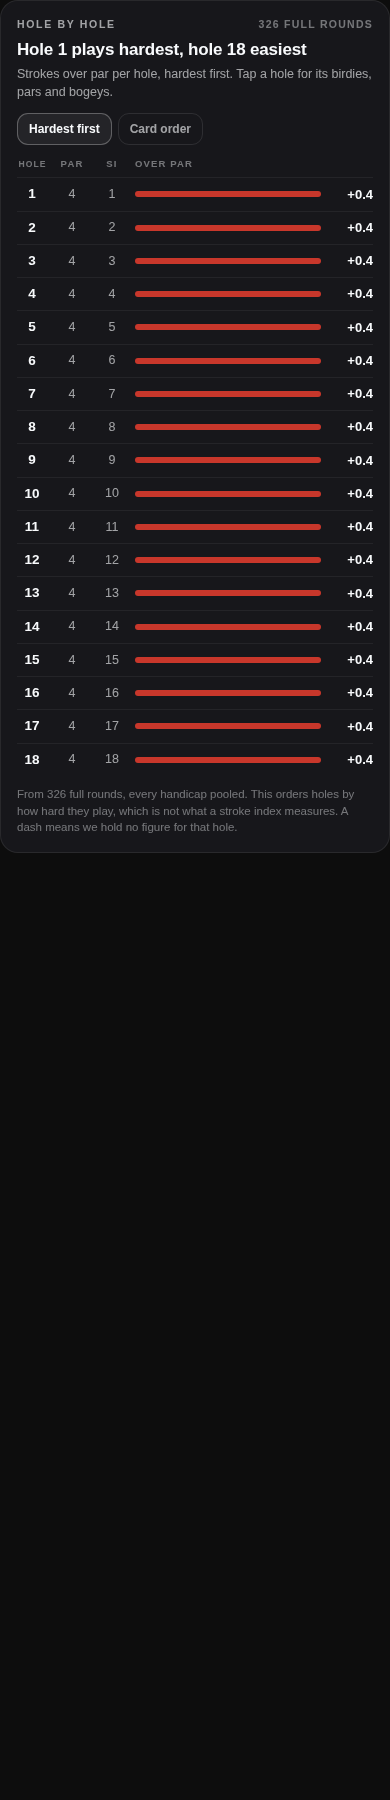 HOLE BY HOLE 326 FULL ROUNDS
Hole 1 plays hardest, hole 18 easiest
Strokes over par per hole, hardest first. Tap a hole for its birdies,
pars and bogeys.
Hardest first Card order
HOLE PAR SI OVER PAR
1 4 1 +0.4
2 4 2 +0.4
3 4 3 +0.4
4 4 4 +0.4
5 4 5 +0.4
6 4 6 +0.4
7 4 7 +0.4
8 4 8 +0.4
9 4 9 +0.4
10 4 10 +0.4
11 4 11 +0.4
12 4 12 +0.4
13 4 13 +0.4
14 4 14 +0.4
15 4 15 +0.4
16 4 16 +0.4
17 4 17 +0.4
18 4 18 +0.4
From 326 full rounds, every handicap pooled. This orders holes by
how hard they play, which is not what a stroke index measures. A
dash means we hold no figure for that hole.